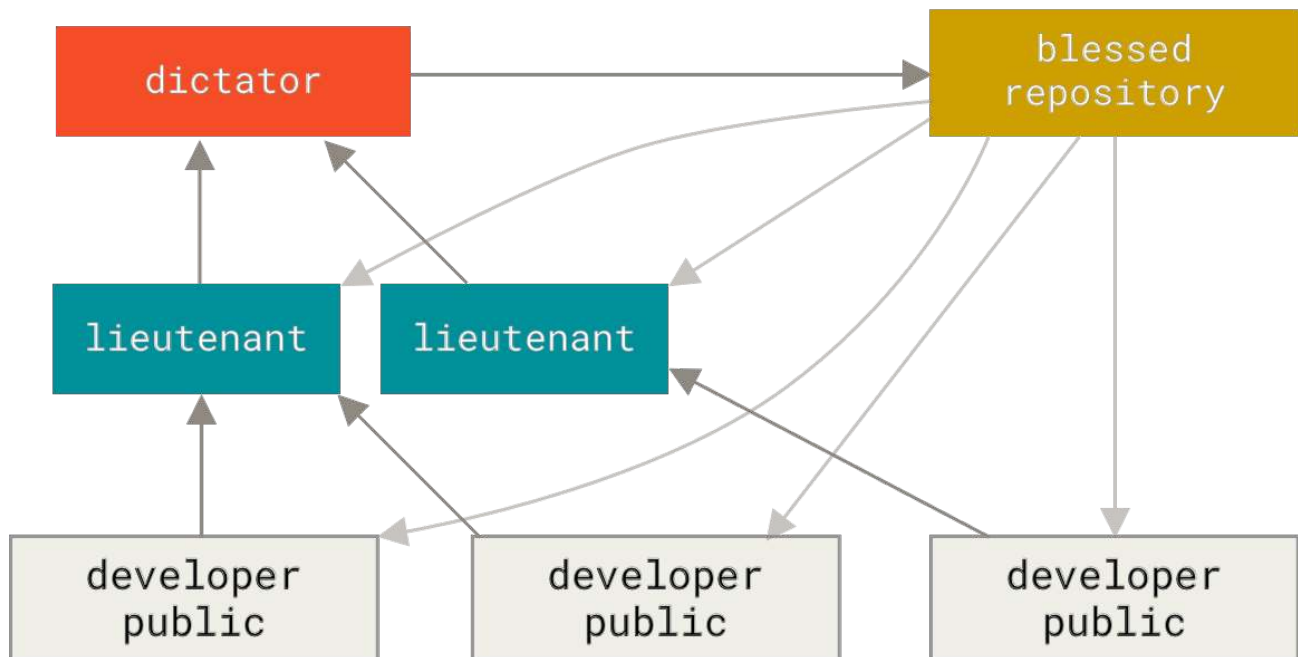 dictator
blessed
repository
lieutenant
lieutenant
developer
public
developer
public
developer
public